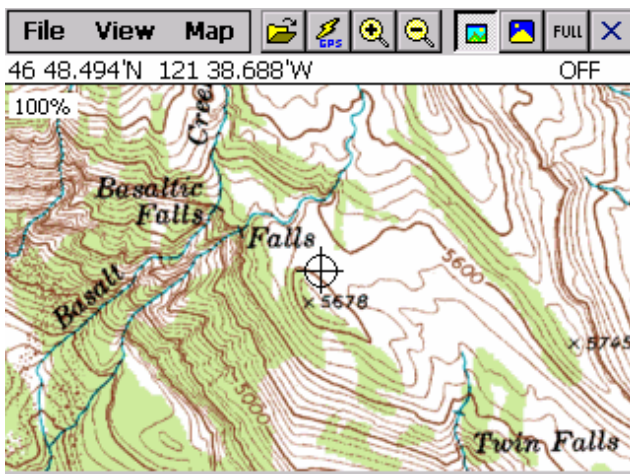 File View Map GPS FULL
46 48.494'N 121 38.688'W OFF
100%
Creek
Basaltic
Falls
Falls
Basalt
5600
5678
5745
5000
Twin Falls